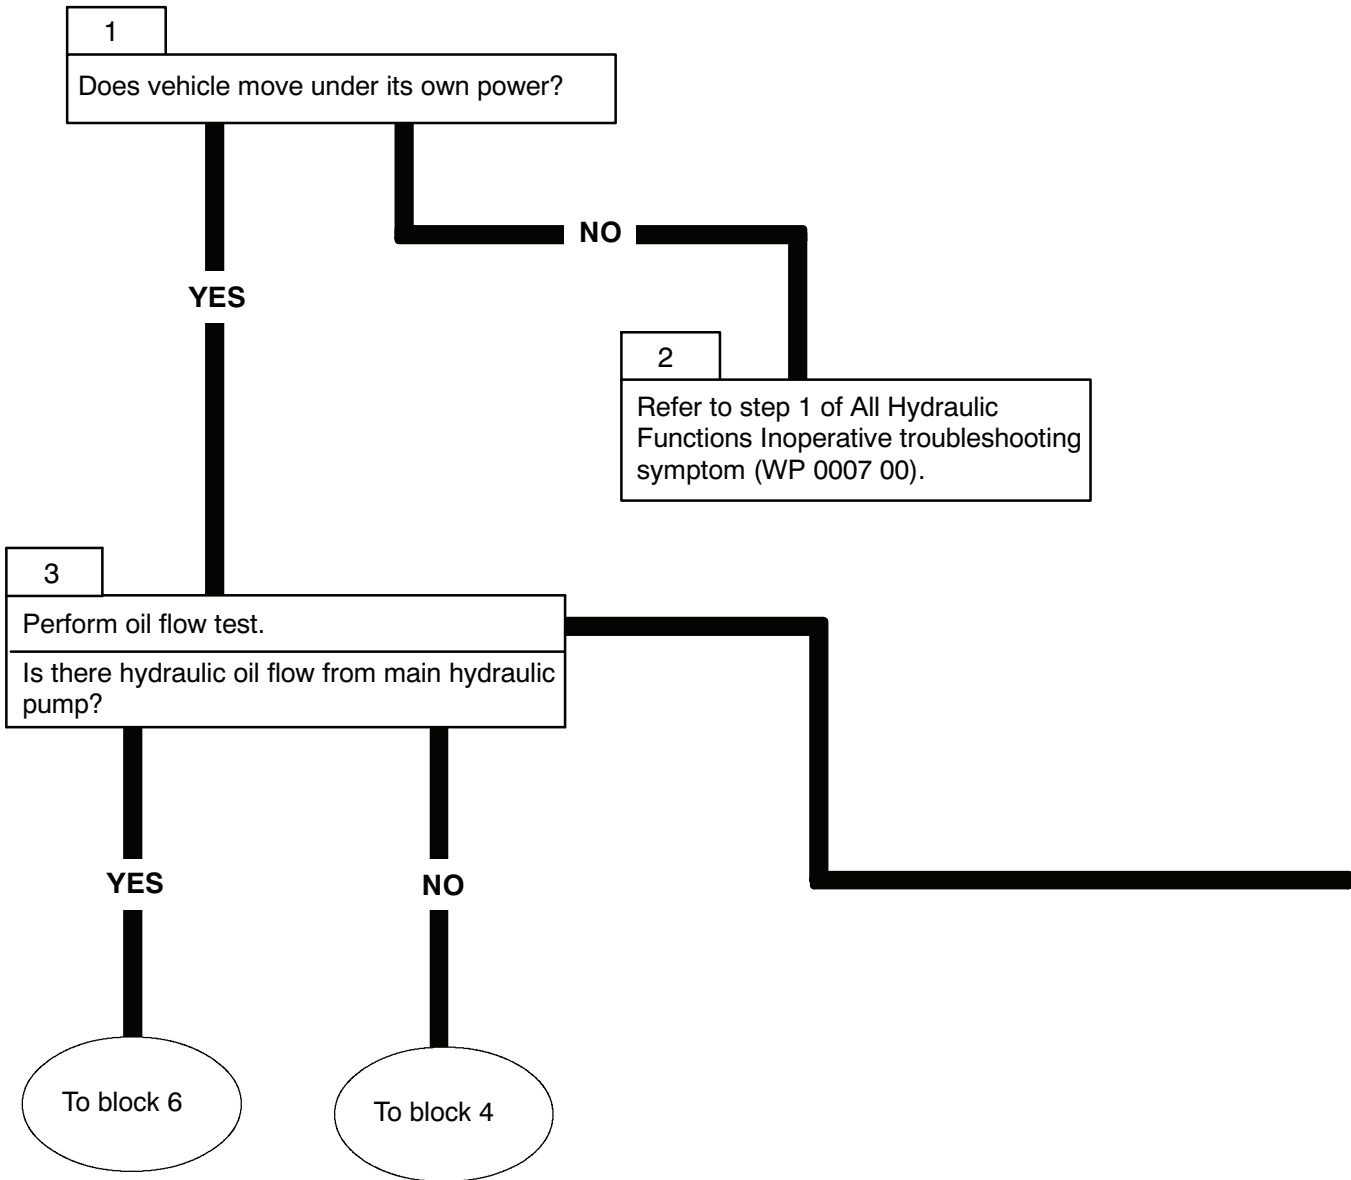 1
Does vehicle move under its own power?
NO
YES
2
Refer to step 1 of All Hydraulic
Functions Inoperative troubleshooting
symptom (WP 0007 00).
3
Perform oil flow test.
Is there hydraulic oil flow from main hydraulic
pump?
YES
NO
To block 6
To block 4